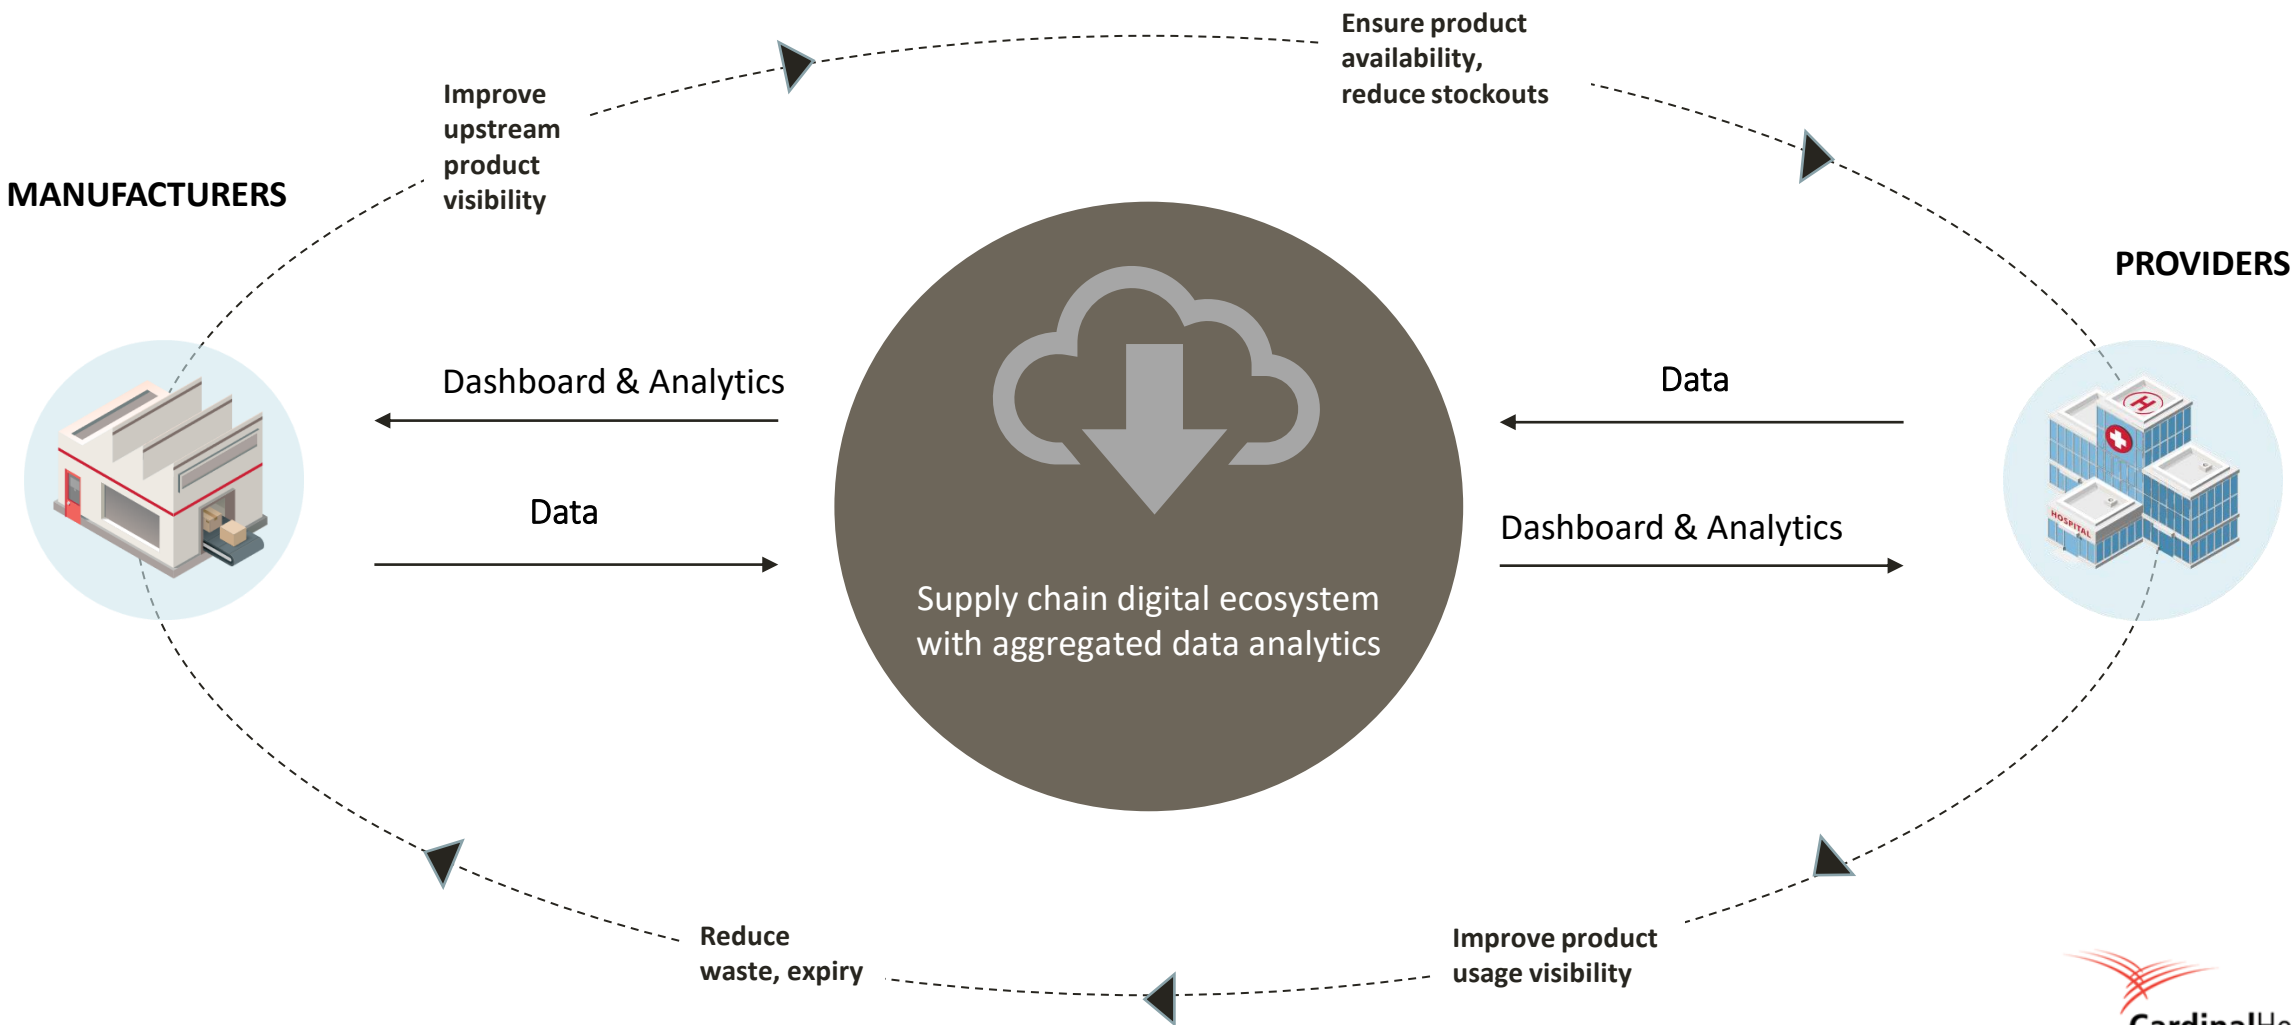 Ensure product
availability,
reduce stockouts
Improve
upstream
product
visibility
MANUFACTURERS
PROVIDERS
Dashboard & Analytics
Data
Data
Dashboard & Analytics
H
HOSPITAL
Supply chain digital ecosystem
with aggregated data analytics
Reduce
waste, expiry
Improve product
usage visibility